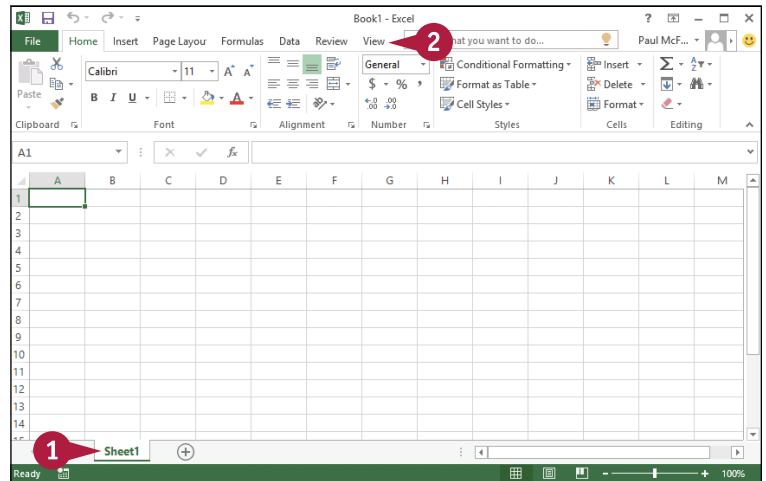 Book1 - Excel ?
File Home Insert Page Layou Formulas Data Review View 2 hat you want to do... Paul McF...
Paste Calibri 11 A A General Conditional Formatting Insert Σ
B I U A $ % , Format as Table Delete
Cell Styles Format
Clipboard Font Alignment Number Styles Cells Editing
A1 fx
A B C D E F G H I J K L M
1
2
3
4
5
6
7
8
9
10
11
12
13
14
1 Sheet1
Ready 100%